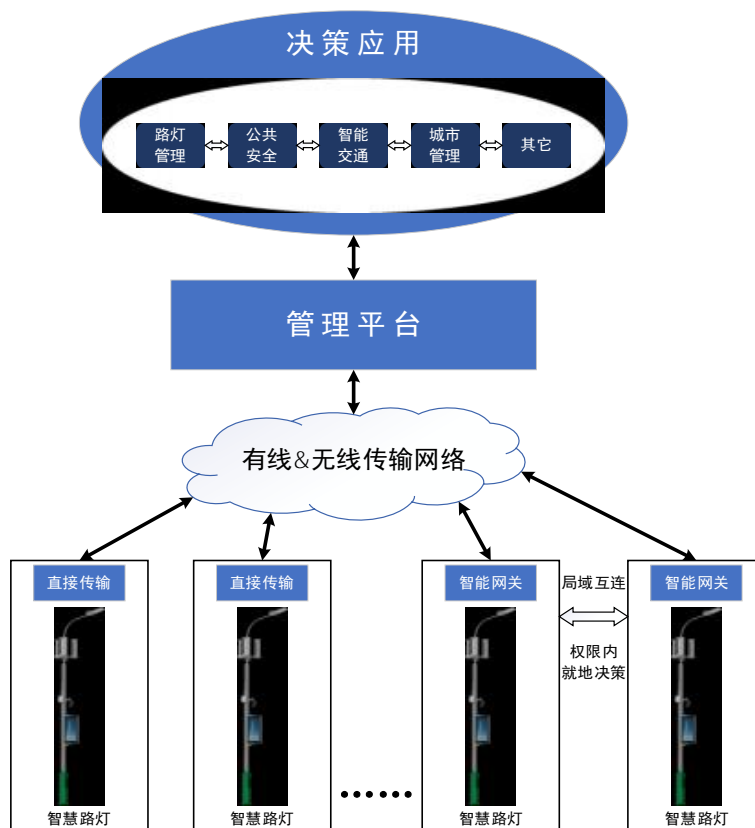 决策应用
路灯
管理
公共
安全
智能
交通
城市
管理
其它
管理平台
有线&无线传输网络
直接传输
直接传输
智能网关
局域互连
智能网关
权限内
就地决策
……
智慧路灯
智慧路灯
智慧路灯
智慧路灯